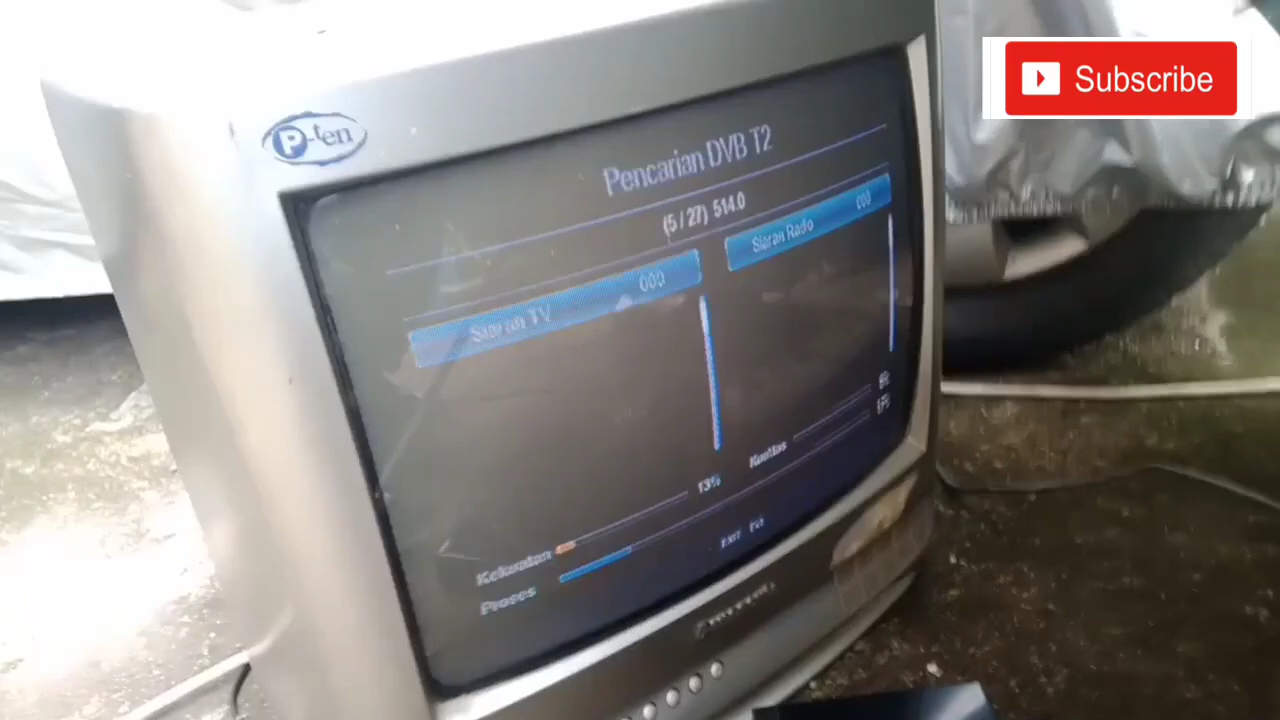 Subscribe
P-ten
Pencarian DVB T2
(5 / 27) 514.0
Siaran TV 000
Siaran Radio 000
Kekuatan 13%
Kualitas
Proses
EXIT